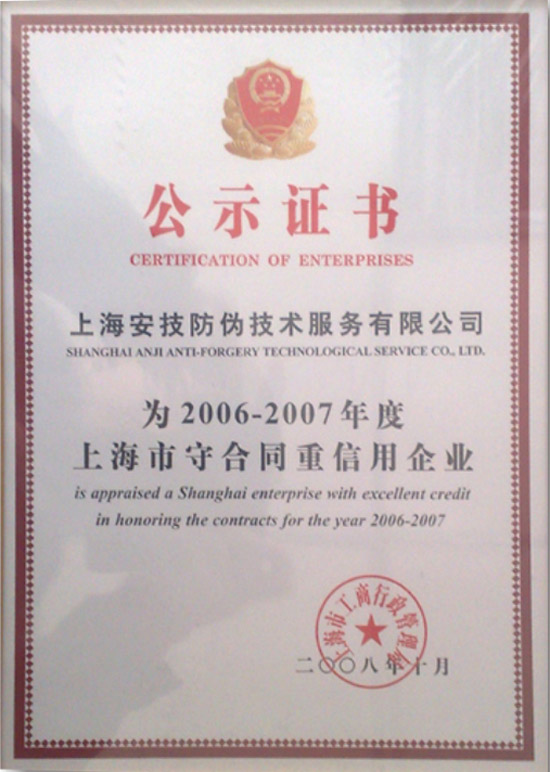 公示证书
CERTIFICATION OF ENTERPRISES
上海安技防伪技术服务有限公司
SHANGHAI ANJI ANTI-FORGERY TECHNOLOGICAL SERVICE CO., LTD.
为2006-2007年度
上海市守合同重信用企业
is appraised a Shanghai enterprise with excellent credit
in honoring the contracts for the year 2006-2007
上海市工商行政管理局
二〇〇八年十月